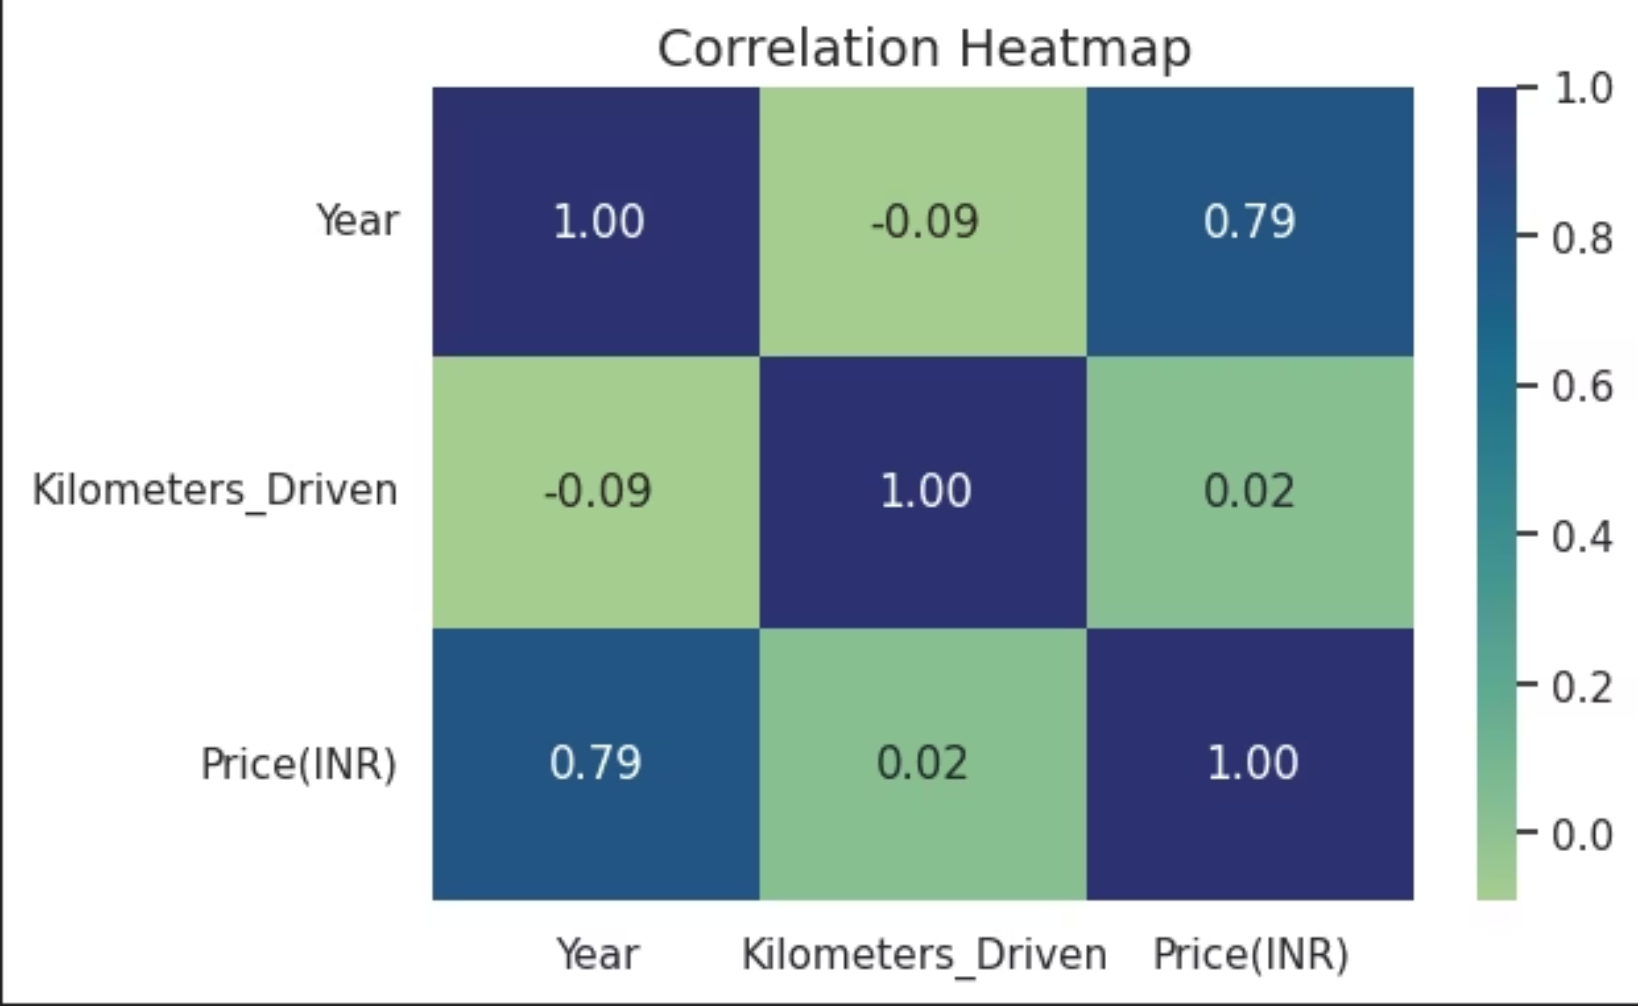 Correlation Heatmap
Year 1.00 -0.09 0.79
Kilometers_Driven -0.09 1.00 0.02
Price(INR) 0.79 0.02 1.00
Year Kilometers_Driven Price(INR)
1.0
0.8
0.6
0.4
0.2
0.0